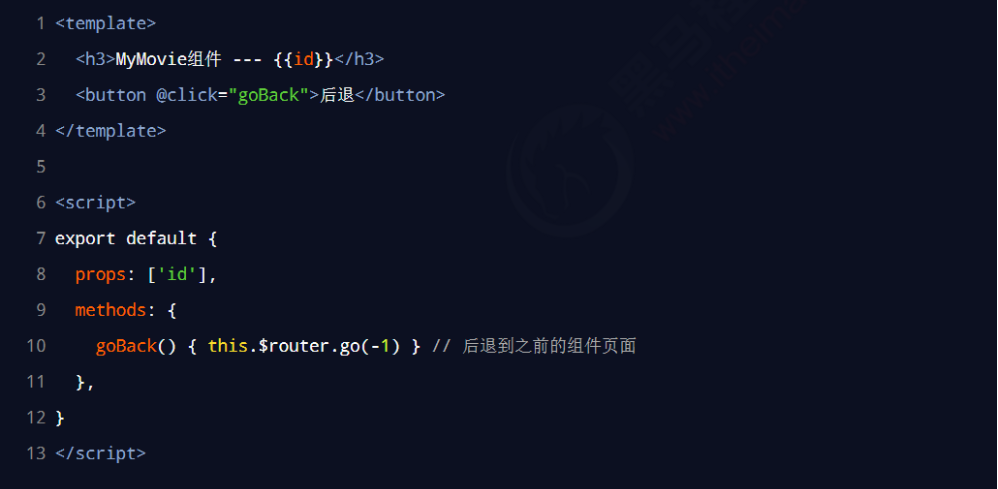 1 <template>
2 <h3>MyMovie组件 --- {{id}}</h3>
3 <button @click="goBack">后退</button>
4 </template>
5
6 <script>
7 export default {
8 props: ['id'],
9 methods: {
10 goBack() { this.$router.go(-1) } // 后退到之前的组件页面
11 },
12 }
13 </script>